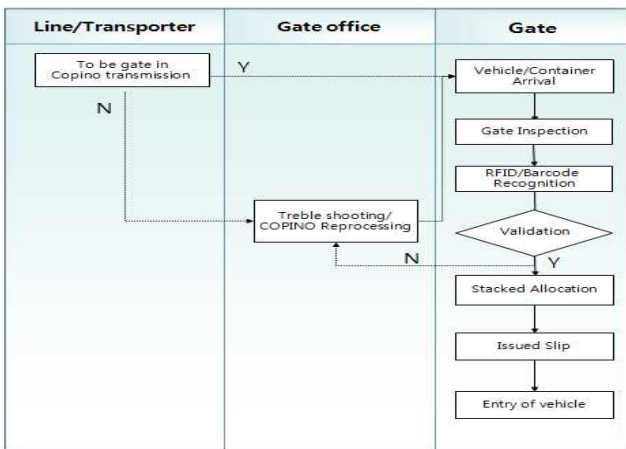 Line/Transporter
Gate office
Gate
To be gate in
Copino transmission
Y
N
Vehicle/Container
Arrival
Gate Inspection
RFID/Barcode
Recognition
Treble shooting/
COPINO Reprocessing
Validation
N
Y
Stacked Allocation
Issued Slip
Entry of vehicle